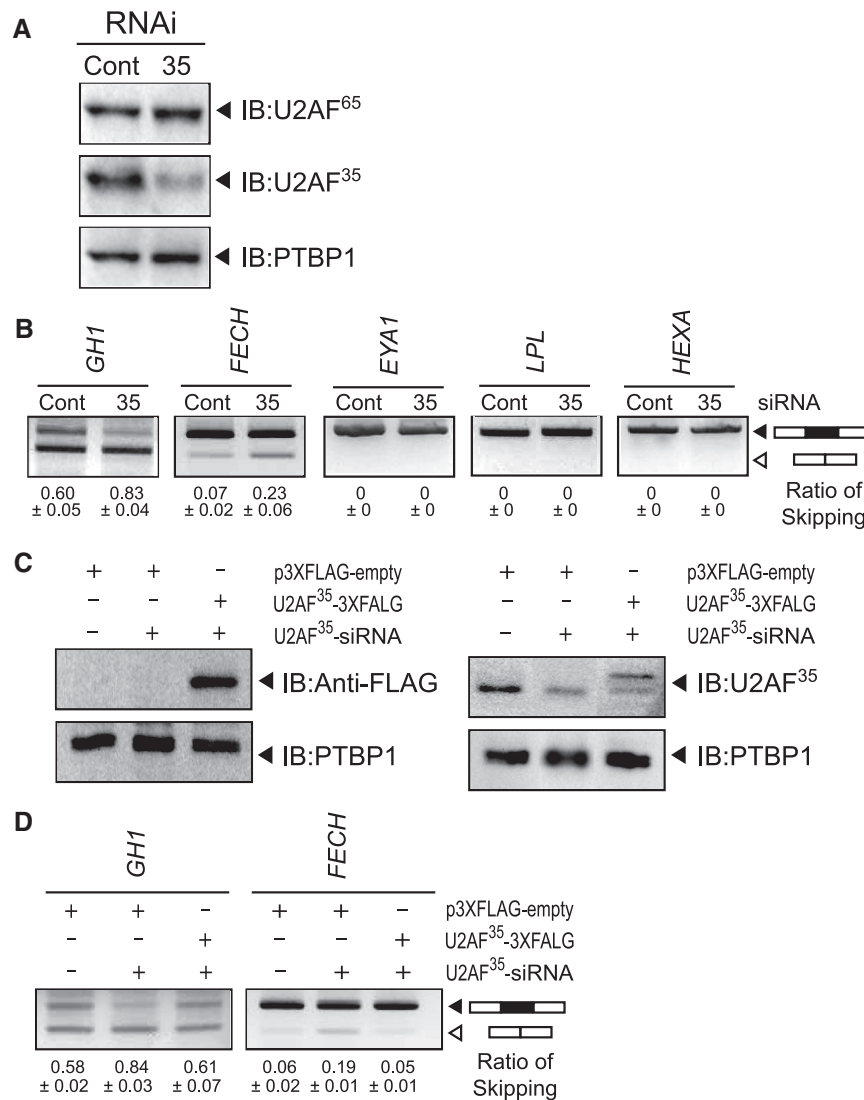 A
RNAi
Cont 35
IB:U2AF65
IB:U2AF35
IB:PTBP1
B
GH1 FECH EYA1 LPL HEXA
Cont 35 Cont 35 Cont 35 Cont 35 Cont 35 siRNA
0.60 0.83 0.07 0.23 0 0 0 0 0 0 Ratio of
± 0.05 ± 0.04 ± 0.02 ± 0.06 ± 0 ± 0 ± 0 ± 0 ± 0 ± 0 Skipping
C
+ + – p3XFLAG-empty + + – p3XFLAG-empty
– – + U2AF35-3XFALG – – + U2AF35-3XFALG
– + + U2AF35-siRNA – + + U2AF35-siRNA
IB:Anti-FLAG IB:U2AF35
IB:PTBP1 IB:PTBP1
D
GH1 FECH
+ + – + + – p3XFLAG-empty
– – + – – + U2AF35-3XFALG
– + + – + + U2AF35-siRNA
0.58 0.84 0.61 0.06 0.19 0.05 Ratio of
± 0.02 ± 0.03 ± 0.07 ± 0.02 ± 0.01 ± 0.01 Skipping